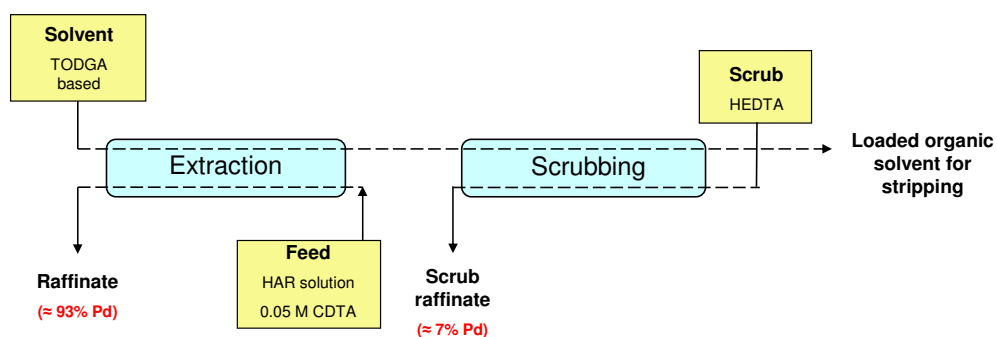 Solvent
TODGA
based
Scrub
HEDTA
Extraction
Scrubbing
Loaded organic
solvent for
stripping
Raffinate
(≈ 93% Pd)
Feed
HAR solution
0.05 M CDTA
Scrub
raffinate
(≈ 7% Pd)